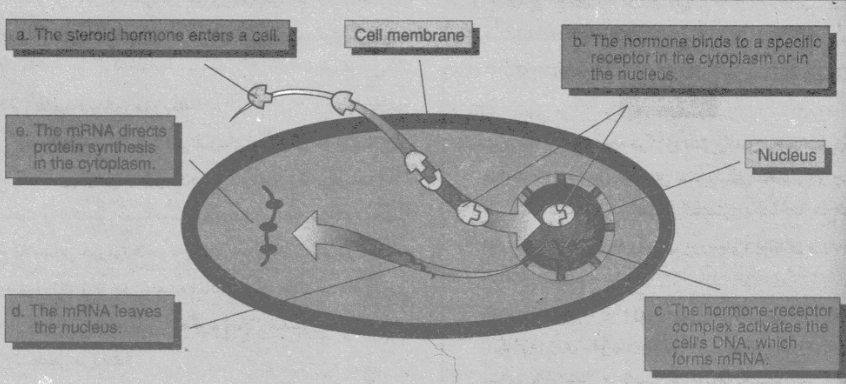 a. The steroid hormone enters a cell.
Cell membrane
b. The hormone binds to a specific
receptor in the cytoplasm or in
the nucleus.
e. The mRNA directs
protein synthesis
in the cytoplasm.
Nucleus
d. The mRNA leaves
the nucleus.
c. The hormone-receptor
complex activates the
cell's DNA, which
forms mRNA.